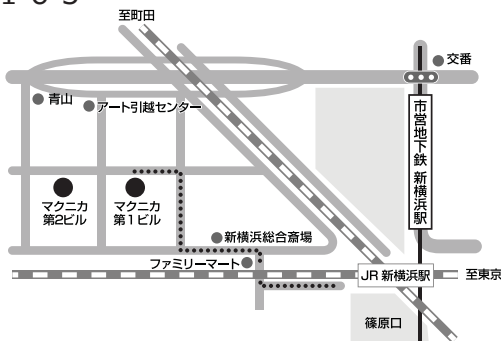 至町田
交番
青山
アート引越センター
市営地下鉄 新横浜駅
マクニカ
第2ビル
マクニカ
第1ビル
新横浜総合斎場
ファミリーマート
JR 新横浜駅
至東京
篠原口